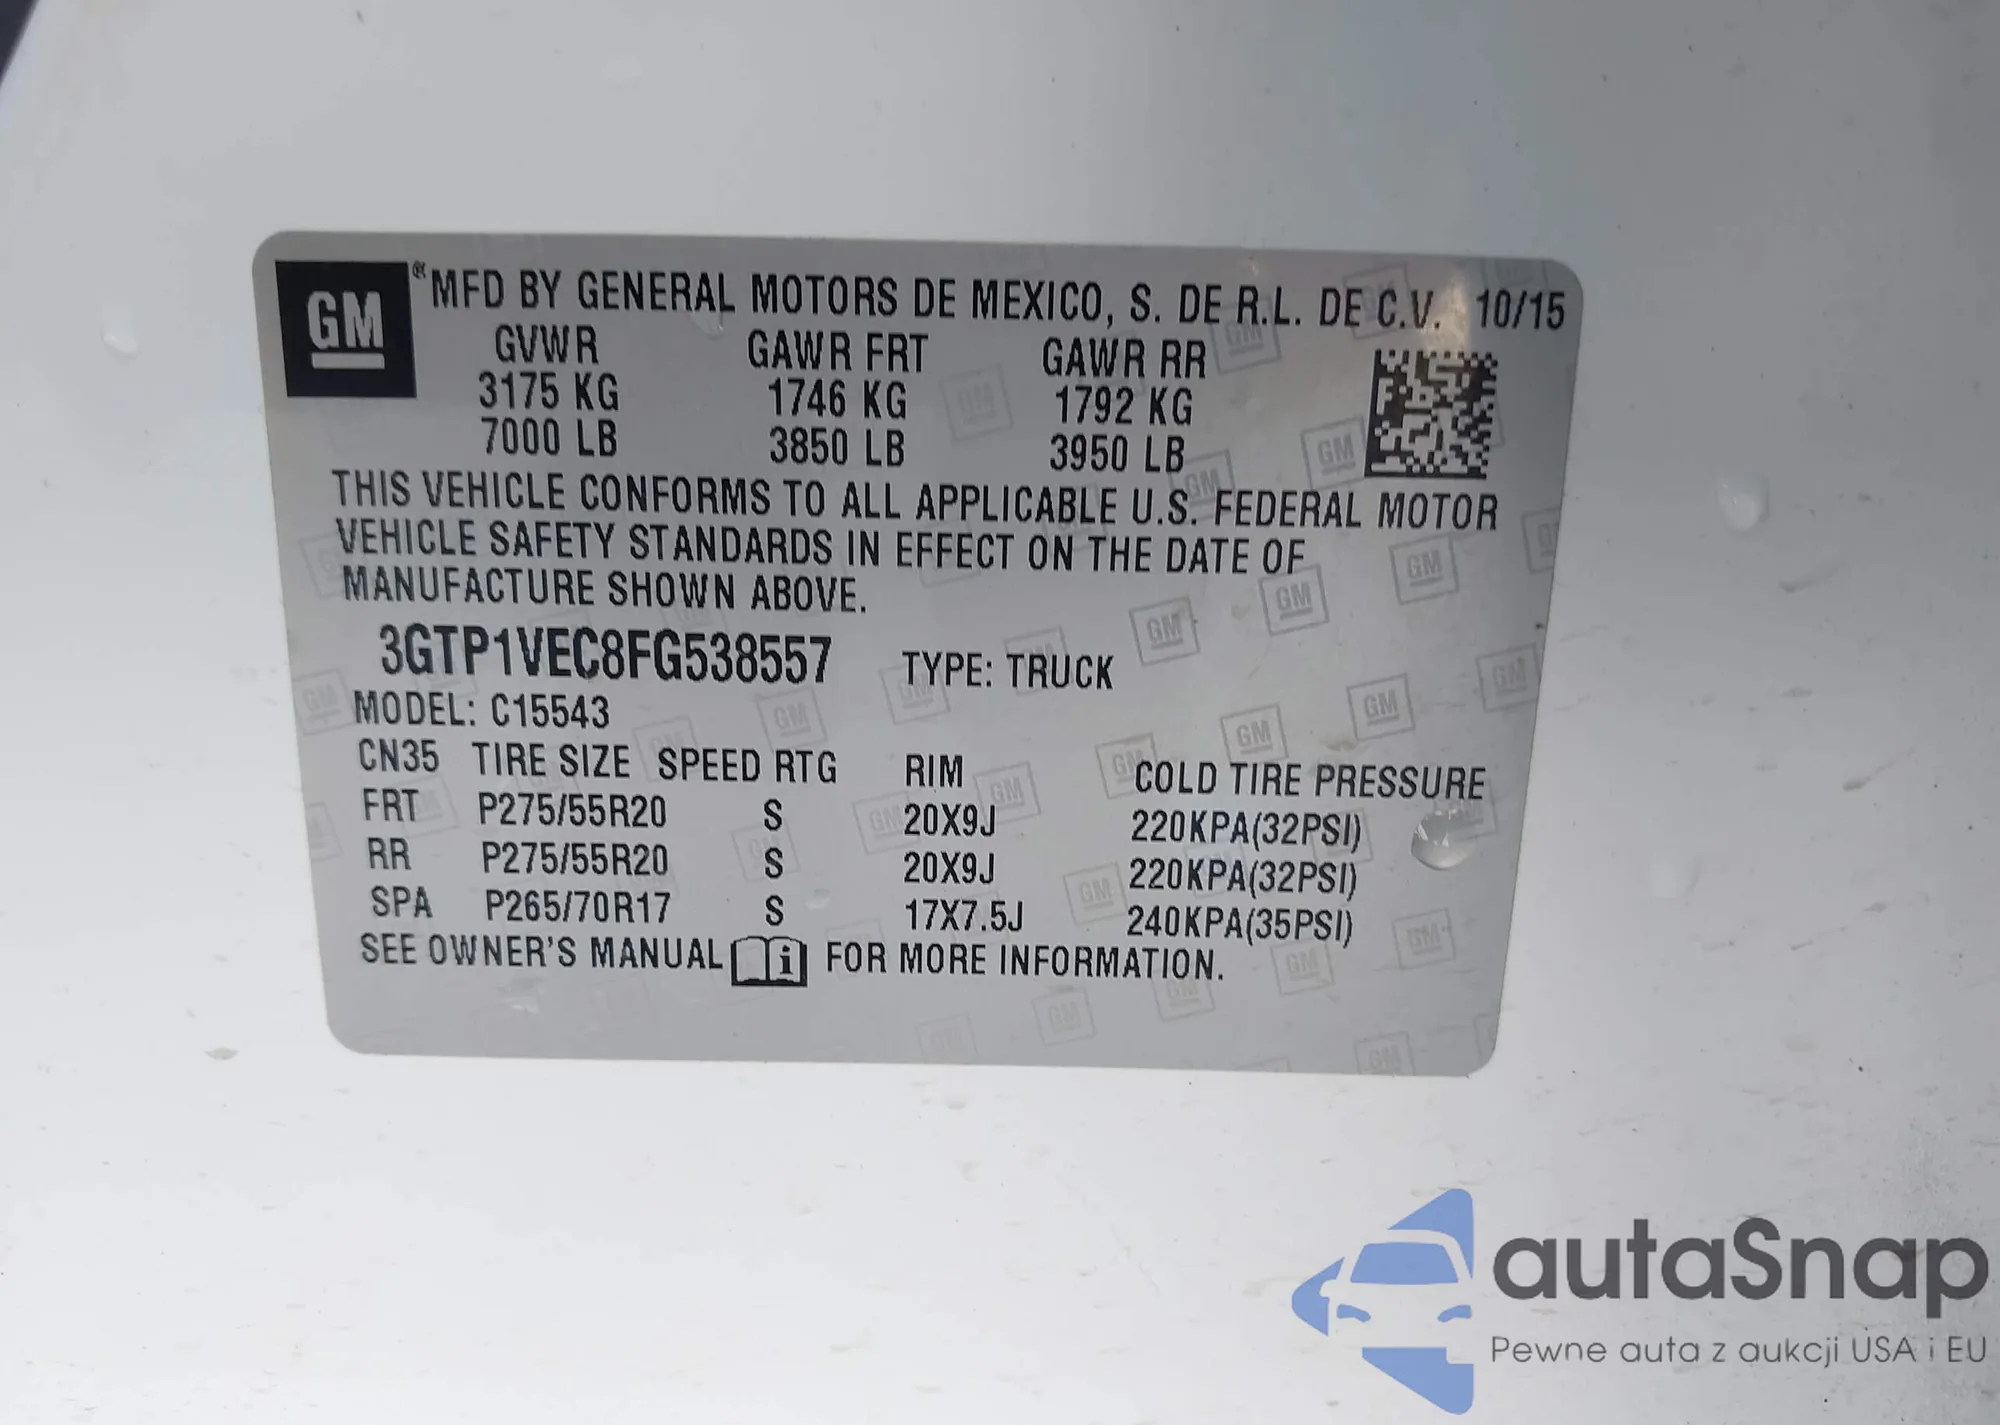 GM ® MFD BY GENERAL MOTORS DE MEXICO, S. DE R.L. DE C.V. 10/15
GVWR GAWR FRT GAWR RR
3175 KG 1746 KG 1792 KG
7000 LB 3850 LB 3950 LB
THIS VEHICLE CONFORMS TO ALL APPLICABLE U.S. FEDERAL MOTOR
VEHICLE SAFETY STANDARDS IN EFFECT ON THE DATE OF
MANUFACTURE SHOWN ABOVE.
3GTP1VEC8FG538557 TYPE: TRUCK
MODEL: C15543
CN35 TIRE SIZE SPEED RTG RIM COLD TIRE PRESSURE
FRT P275/55R20 S 20X9J 220KPA(32PSI)
RR P275/55R20 S 20X9J 220KPA(32PSI)
SPA P265/70R17 S 17X7.5J 240KPA(35PSI)
SEE OWNER'S MANUAL i FOR MORE INFORMATION.
autaSnap
Pewne auta z aukcji USA i EU